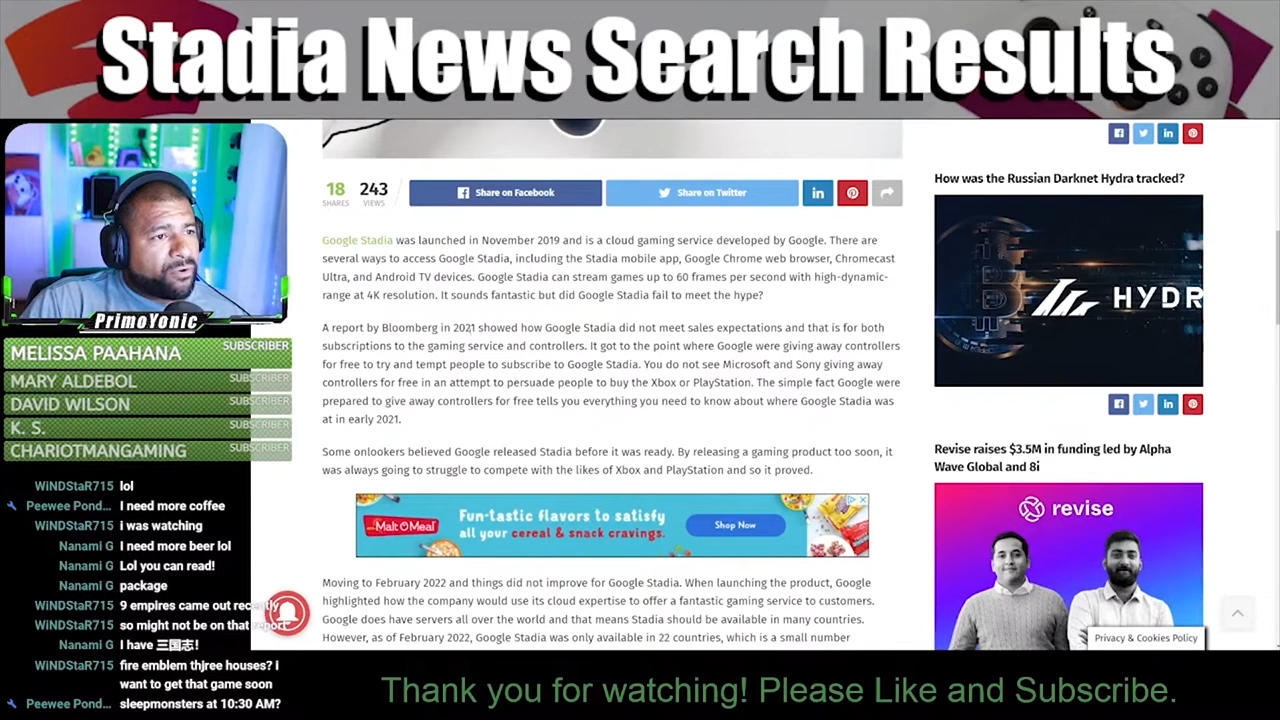 Stadia News Search Results
18
SHARES
243
VIEWS
Share on Facebook
Share on Twitter
Google Stadia was launched in November 2019 and is a cloud gaming service developed by Google. There are
several ways to access Google Stadia, including the Stadia mobile app, Google Chrome web browser, Chromecast
Ultra, and Android TV devices. Google Stadia can stream games up to 60 frames per second with high-dynamic-
range at 4K resolution. It sounds fantastic but did Google Stadia fail to meet the hype?
A report by Bloomberg in 2021 showed how Google Stadia did not meet sales expectations and that is for both
subscriptions to the gaming service and controllers. It got to the point where Google were giving away controllers
for free to try and tempt people to subscribe to Google Stadia. You do not see Microsoft and Sony giving away
controllers for free in an attempt to persuade people to buy the Xbox or PlayStation. The simple fact Google were
prepared to give away controllers for free tells you everything you need to know about where Google Stadia was
at in early 2021.
Some onlookers believed Google released Stadia before it was ready. By releasing a gaming product too soon, it
was always going to struggle to compete with the likes of Xbox and PlayStation and so it proved.
Malt O Meal
Fun-tastic flavors to satisfy
all your cereal & snack cravings.
Shop Now
Moving to February 2022 and things did not improve for Google Stadia. When launching the product, Google
highlighted how the company would use its cloud expertise to offer a fantastic gaming service to customers.
Google does have servers all over the world and that means Stadia should be available in many countries.
However, as of February 2022, Google Stadia was only available in 22 countries, which is a small number
How was the Russian Darknet Hydra tracked?
HYDR
Revise raises $3.5M in funding led by Alpha
Wave Global and 8i
revise
Privacy & Cookies Policy
PrimoYonic
MELISSA PAAHANA SUBSCRIBER
MARY ALDEBOL SUBSCRIBER
DAVID WILSON SUBSCRIBER
K. S. SUBSCRIBER
CHARIOTMANGAMING SUBSCRIBER
WiNDStaR715 lol
Peewee Pond... I need more coffee
WiNDStaR715 i was watching
Nanami G I need more beer lol
Nanami G Lol you can read!
Nanami G package
WiNDStaR715 9 empires came out recently
WiNDStaR715 so might not be on that report
Nanami G I have 三国志!
WiNDStaR715 fire emblem thjree houses? i
want to get that game soon
Peewee Pond... sleepmonsters at 10:30 AM?
Thank you for watching! Please Like and Subscribe.